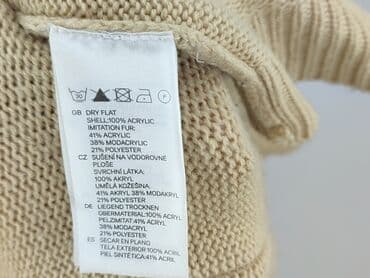 30 P
GB DRY FLAT
SHELL:100% ACRYLIC
IMITATION FUR:
41% ACRYLIC
38% MODACRYLIC
21% POLYESTER
CZ SUŠENÍ NA VODOROVNÉ
PLOŠE
SVRCHNÍ LÁTKA:
100% AKRYL
UMĚLÁ KOŽEŠINA:
41% AKRYL 38% MODAKRYL
21% POLYESTER
DE LIEGEND TROCKNEN
OBERMATERIAL:100% ACRYL
41% ACRYL
38% MODACRYL
21% POLYESTER
ES SECAR EN PLANO
TELA EXTERIOR:100% ACRIL
PIEL SINTÉTICA:41% ACRIL